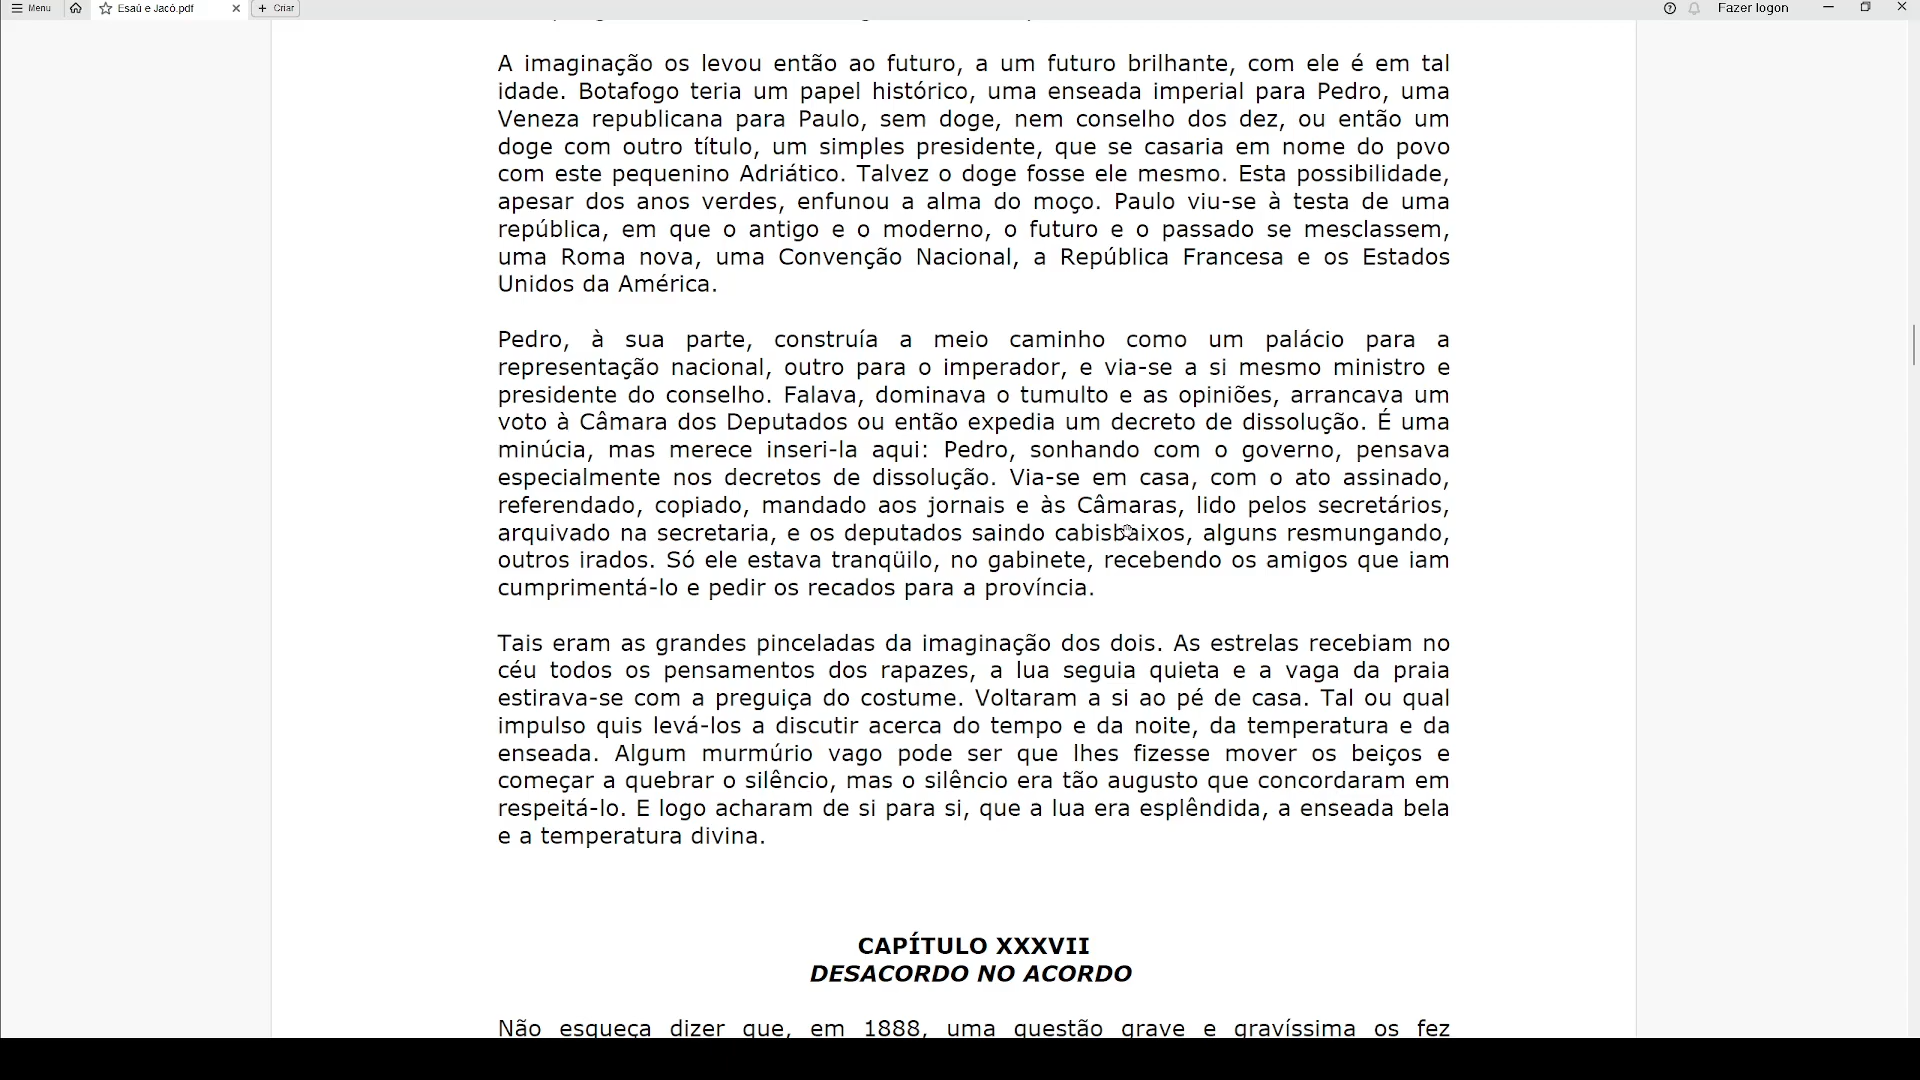 Menu
Esaú e Jacó.pdf
Criar
Fazer logon
A imaginação os levou então ao futuro, a um futuro brilhante, com ele é em tal
idade. Botafogo teria um papel histórico, uma enseada imperial para Pedro, uma
Veneza republicana para Paulo, sem doge, nem conselho dos dez, ou então um
doge com outro título, um simples presidente, que se casaria em nome do povo
com este pequenino Adriático. Talvez o doge fosse ele mesmo. Esta possibilidade,
apesar dos anos verdes, enfunou a alma do moço. Paulo viu-se à testa de uma
república, em que o antigo e o moderno, o futuro e o passado se mesclassem,
uma Roma nova, uma Convenção Nacional, a República Francesa e os Estados
Unidos da América.
Pedro, à sua parte, construía a meio caminho como um palácio para a
representação nacional, outro para o imperador, e via-se a si mesmo ministro e
presidente do conselho. Falava, dominava o tumulto e as opiniões, arrancava um
voto à Câmara dos Deputados ou então expedia um decreto de dissolução. É uma
minúcia, mas merece inseri-la aqui: Pedro, sonhando com o governo, pensava
especialmente nos decretos de dissolução. Via-se em casa, com o ato assinado,
referendado, copiado, mandado aos jornais e às Câmaras, lido pelos secretários,
arquivado na secretaria, e os deputados saindo cabisbaixos, alguns resmungando,
outros irados. Só ele estava tranqüilo, no gabinete, recebendo os amigos que iam
cumprimentá-lo e pedir os recados para a província.
Tais eram as grandes pinceladas da imaginação dos dois. As estrelas recebiam no
céu todos os pensamentos dos rapazes, a lua seguia quieta e a vaga da praia
estirava-se com a preguiça do costume. Voltaram a si ao pé de casa. Tal ou qual
impulso quis levá-los a discutir acerca do tempo e da noite, da temperatura e da
enseada. Algum murmúrio vago pode ser que lhes fizesse mover os beiços e
começar a quebrar o silêncio, mas o silêncio era tão augusto que concordaram em
respeitá-lo. E logo acharam de si para si, que a lua era esplêndida, a enseada bela
e a temperatura divina.
CAPÍTULO XXXVII
DESACORDO NO ACORDO
Não esqueça dizer que, em 1888, uma questão grave e gravíssima os fez